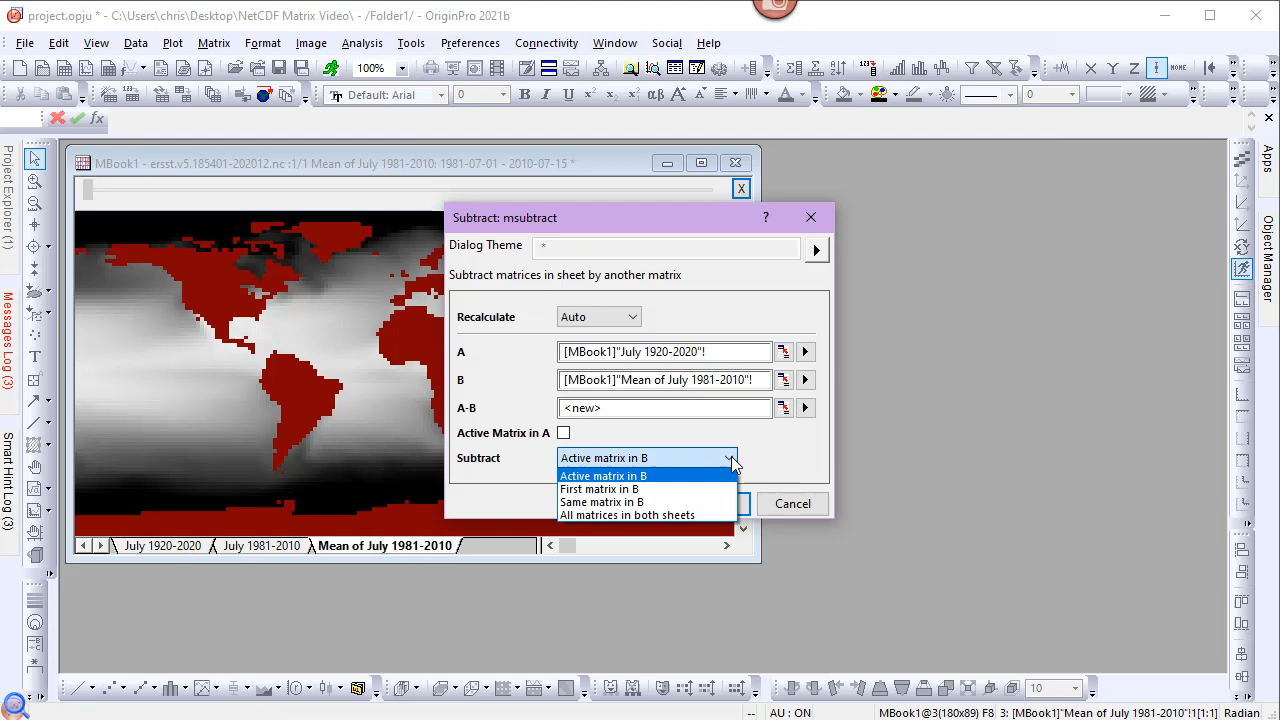 project.opju * - C:\Users\chris\Desktop\NetCDF Matrix Video\ - /Folder1/ - OriginPro 2021b
File Edit View Data Plot Matrix Format Image Analysis Tools Preferences Connectivity Window Social Help
100% Y Z HOME
Default: Arial 0 B I U αβ A A A 0
fx
MBook1 - ersst.v5.185401-202012.nc :1/1 Mean of July 1981-2010: 1981-07-01 - 2010-07-15 *
X
Project Explorer (1)
Messages Log (3)
Smart Hint Log (3)
Apps
Object Manager
Subtract: msubtract ?
Dialog Theme *
Subtract matrices in sheet by another matrix
Recalculate Auto
A [MBook1]"July 1920-2020"!
B [MBook1]"Mean of July 1981-2010"!
A-B <new>
Active Matrix in A
Subtract Active matrix in B
Active matrix in B
First matrix in B
Same matrix in B
All matrices in both sheets
Cancel
July 1920-2020 July 1981-2010 Mean of July 1981-2010
10
-- AU : ON MBook1@3(180x89) F8 3: [MBook1]"Mean of July 1981-2010"!1[1:1] Radian